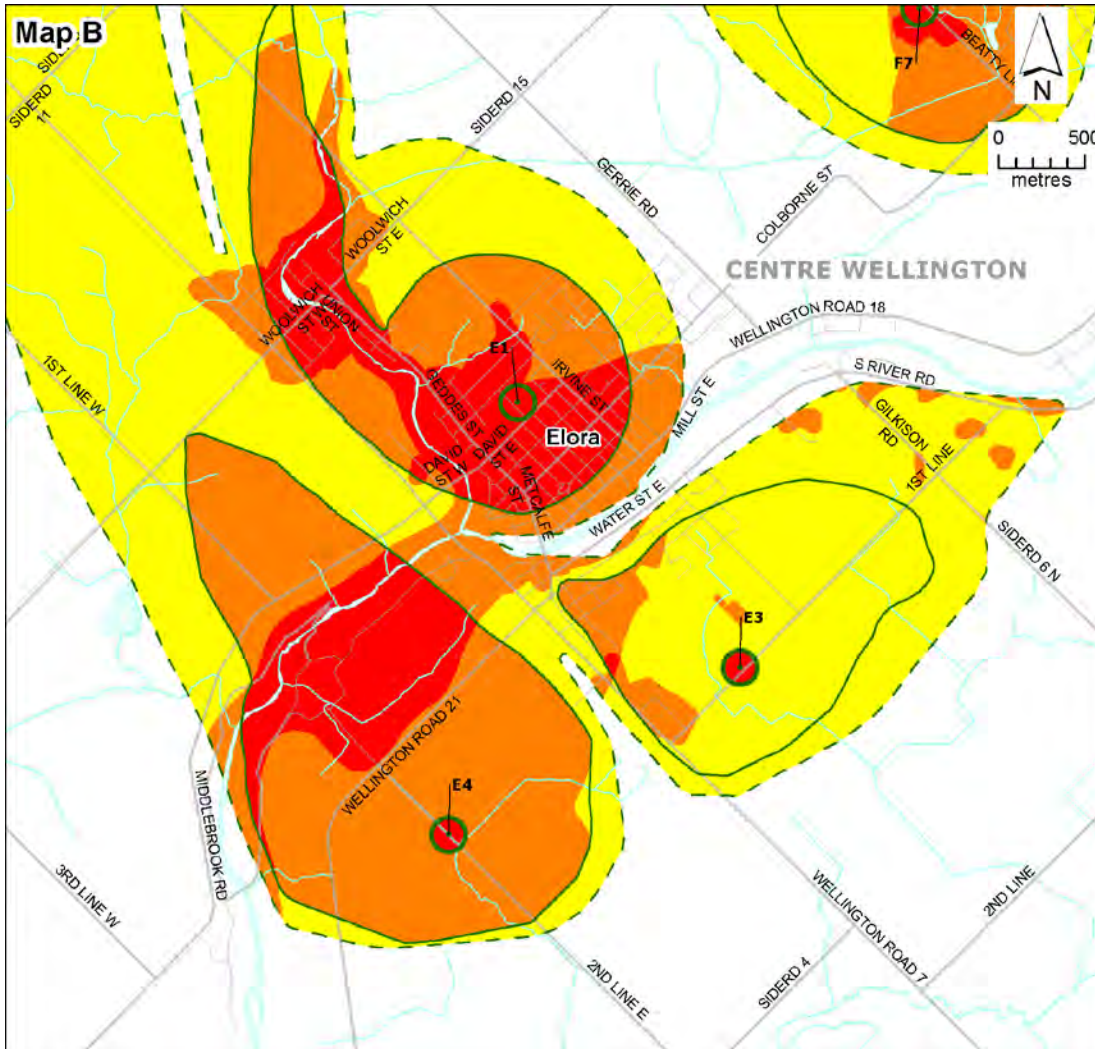 Map B
SIDERD
11
SIDERD 15
GERRIE RD
COLBORNE ST
BEATTY
F7
N
0 500
metres
WOOLWICH
ST E
CENTRE WELLINGTON
WELLINGTON ROAD 18
WOOLWICH
ST W
UNION
ST
1ST LINE W
E1
IRVINE ST
GEDDES ST
S RIVER RD
MILL ST E
GILKISON
RD
Elora
DAVID
ST W
DAVID
ST E
METCALFE
ST
21
1ST LINE
WATER ST E
SIDERD 6 N
E3
WELLINGTON ROAD 21
MIDDLEBROOK RD
E4
3RD LINE W
WELLINGTON ROAD 7
2ND LINE
2ND LINE E
SIDERD 4